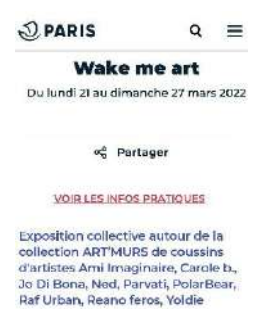 PARIS
Wake me art
Du lundi 21 au dimanche 27 mars 2022
Partager
VOIR LES INFOS PRATIQUES
Exposition collective autour de la
collection ART'MURS de coussins
d'artistes Ami Imaginaire, Carole b.,
Jo Di Bona, Ned, Parvati, PolarBear,
Raf Urban, Reano feros, Yoldie